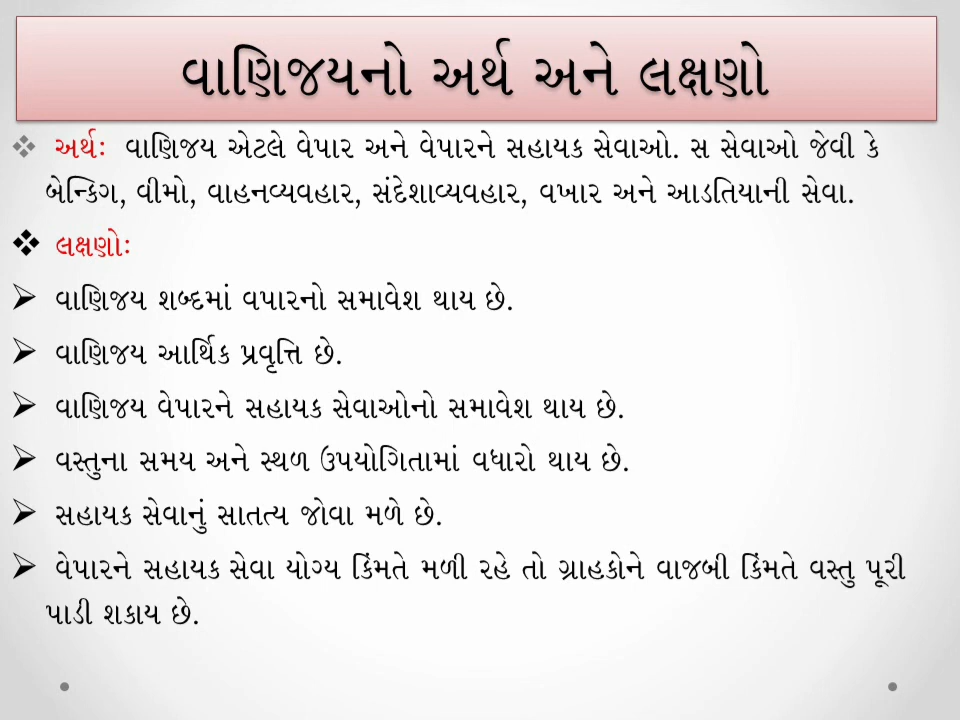 વાણિજયનો અર્થ અને લક્ષણો
❖ અર્થ: વાણિજય એટલે વેપાર અને વેપારને સહાયક સેવાઓ. સ સેવાઓ જેવી કે
બેન્કિગ, વીમો, વાહનવ્યવહાર, સંદેશાવ્યવહાર, વખાર અને આડતિયાની સેવા.
❖ લક્ષણો:
➢ વાણિજય શબ્દમાં વપારનો સમાવેશ થાય છે.
➢ વાણિજય આર્થિક પ્રવૃત્તિ છે.
➢ વાણિજય વેપારને સહાયક સેવાઓનો સમાવેશ થાય છે.
➢ વસ્તુના સમય અને સ્થળ ઉપયોગિતામાં વધારો થાય છે.
➢ સહાયક સેવાનું સાતત્ય જોવા મળે છે.
➢ વેપારને સહાયક સેવા યોગ્ય કિંમતે મળી રહે તો ગ્રાહકોને વાજબી કિંમતે વસ્તુ પૂરી
પાડી શકાય છે.